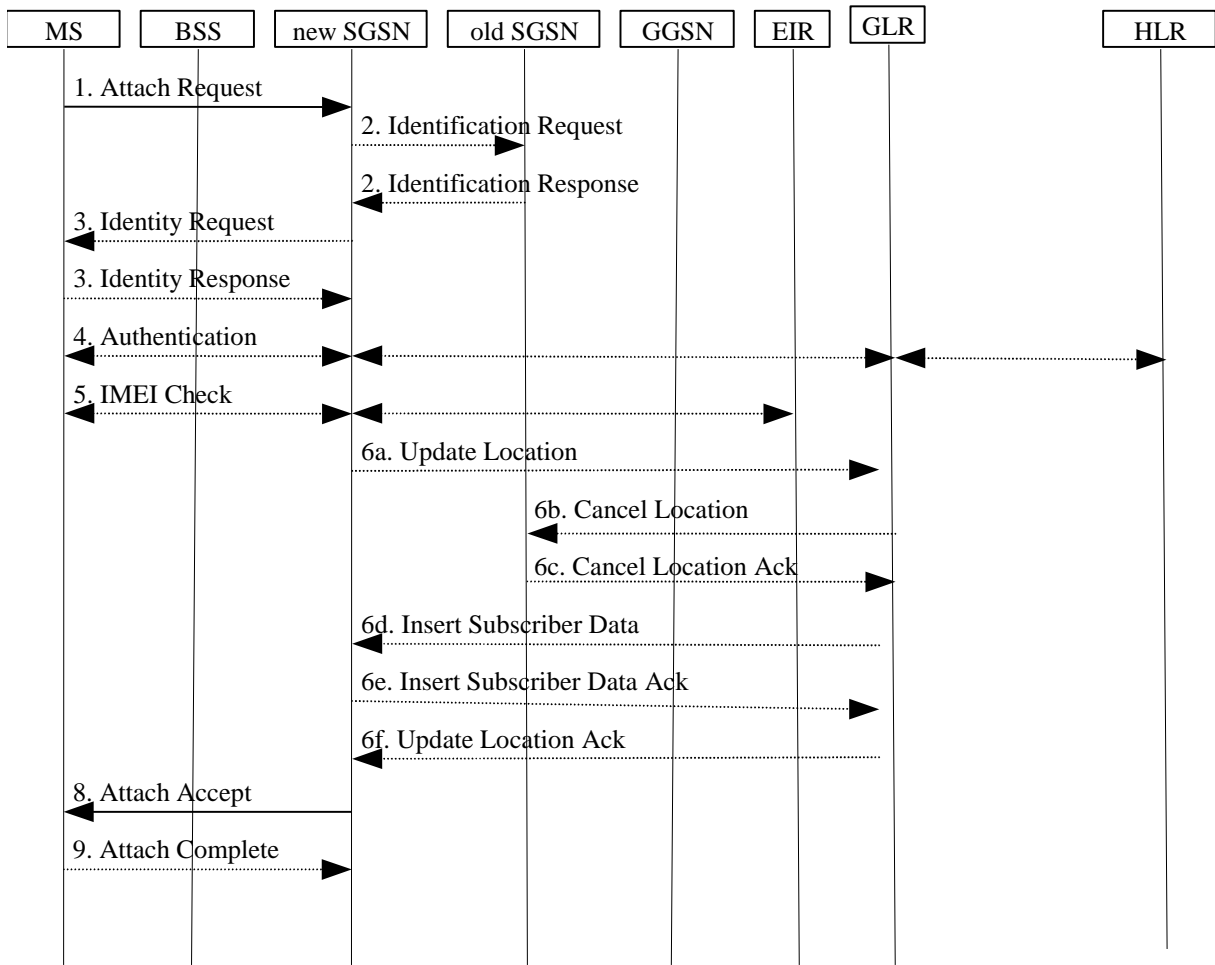 MS
BSS
new SGSN
old SGSN
GGSN
EIR
GLR
HLR
1. Attach Request
2. Identification Request
2. Identification Response
3. Identity Request
3. Identity Response
4. Authentication
5. IMEI Check
6a. Update Location
6b. Cancel Location
6c. Cancel Location Ack
6d. Insert Subscriber Data
6e. Insert Subscriber Data Ack
6f. Update Location Ack
8. Attach Accept
9. Attach Complete